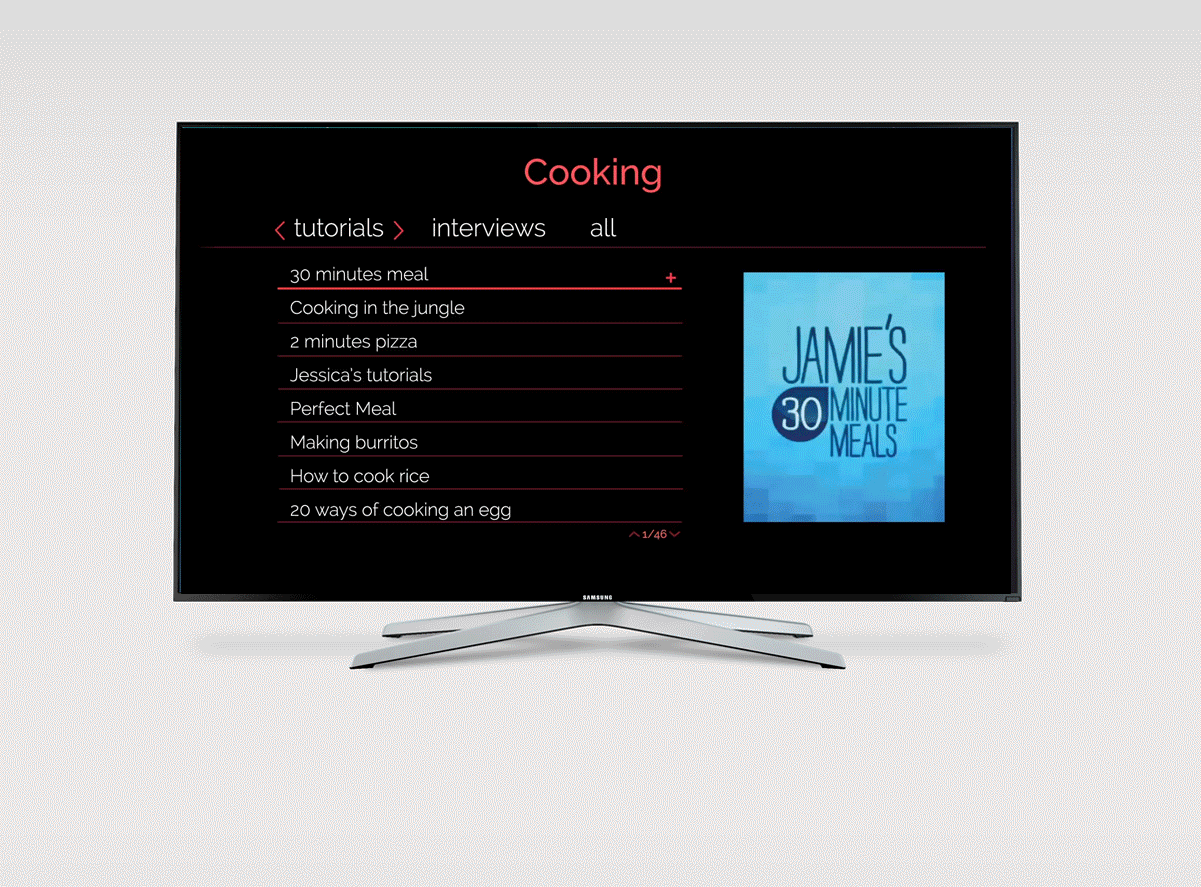 Cooking
< tutorials > interviews all
30 minutes meal +
Cooking in the jungle
2 minutes pizza
Jessica's tutorials
Perfect Meal
Making burritos
How to cook rice
20 ways of cooking an egg
1/46
JAMIE'S
30 MINUTE
MEALS
SAMSUNG